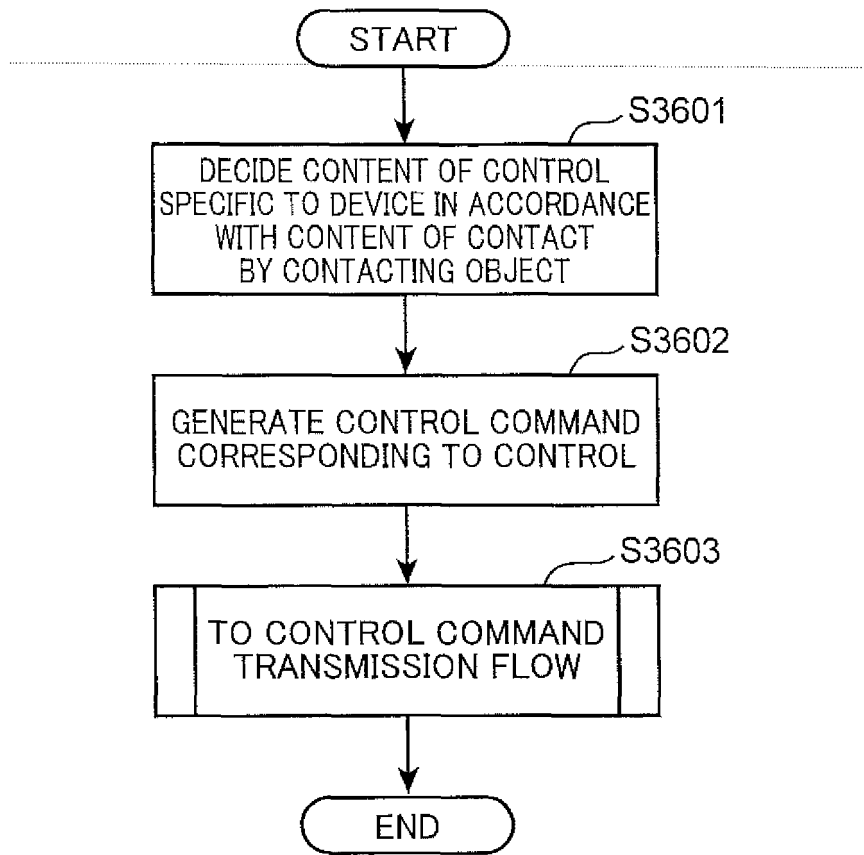 START
S3601
DECIDE CONTENT OF CONTROL
SPECIFIC TO DEVICE IN ACCORDANCE
WITH CONTENT OF CONTACT
BY CONTACTING OBJECT
S3602
GENERATE CONTROL COMMAND
CORRESPONDING TO CONTROL
S3603
TO CONTROL COMMAND
TRANSMISSION FLOW
END